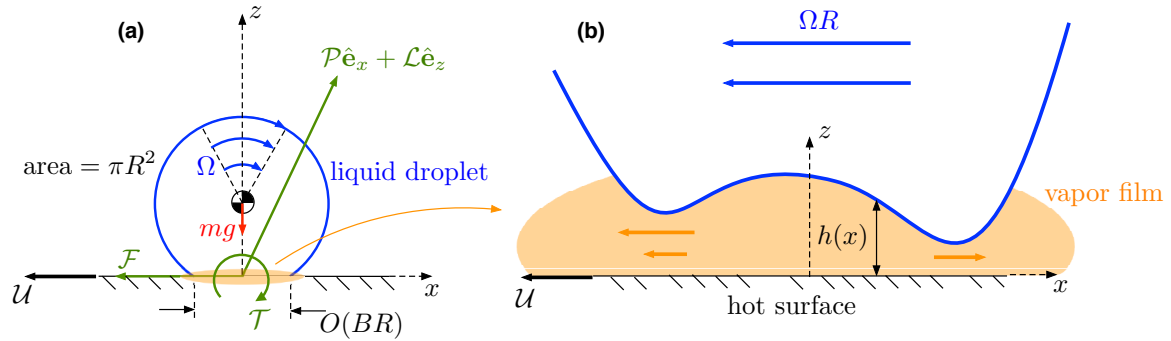 (a)
z
𝒫ê_x + ℒê_z
area = πR²
Ω
liquid droplet
mg
ℱ
𝒰
x
𝒯
O(BR)
(b)
ΩR
z
vapor film
h(x)
𝒰
x
hot surface